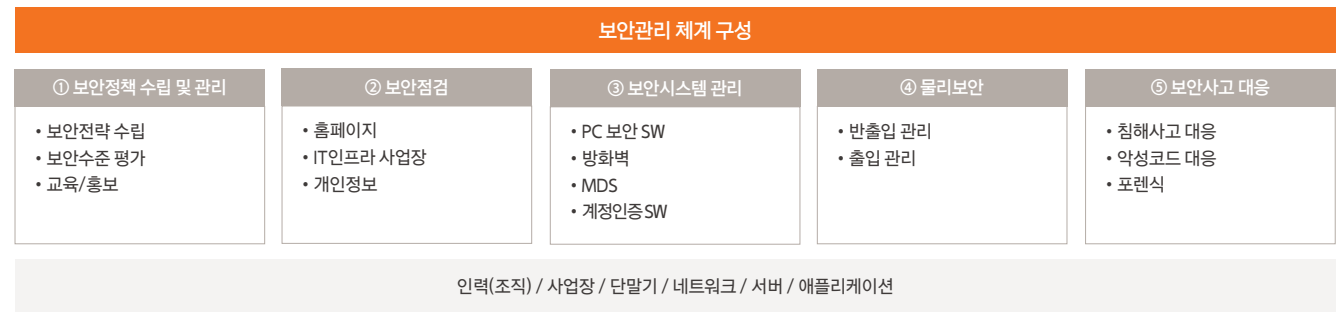 보안관리 체계 구성
① 보안정책 수립 및 관리
• 보안전략 수립
• 보안수준 평가
• 교육/홍보
② 보안점검
• 홈페이지
• IT인프라 사업장
• 개인정보
③ 보안시스템 관리
• PC 보안 SW
• 방화벽
• MDS
• 계정인증 SW
④ 물리보안
• 반출입 관리
• 출입 관리
⑤ 보안사고 대응
• 침해사고 대응
• 악성코드 대응
• 포렌식
인력(조직) / 사업장 / 단말기 / 네트워크 / 서버 / 애플리케이션